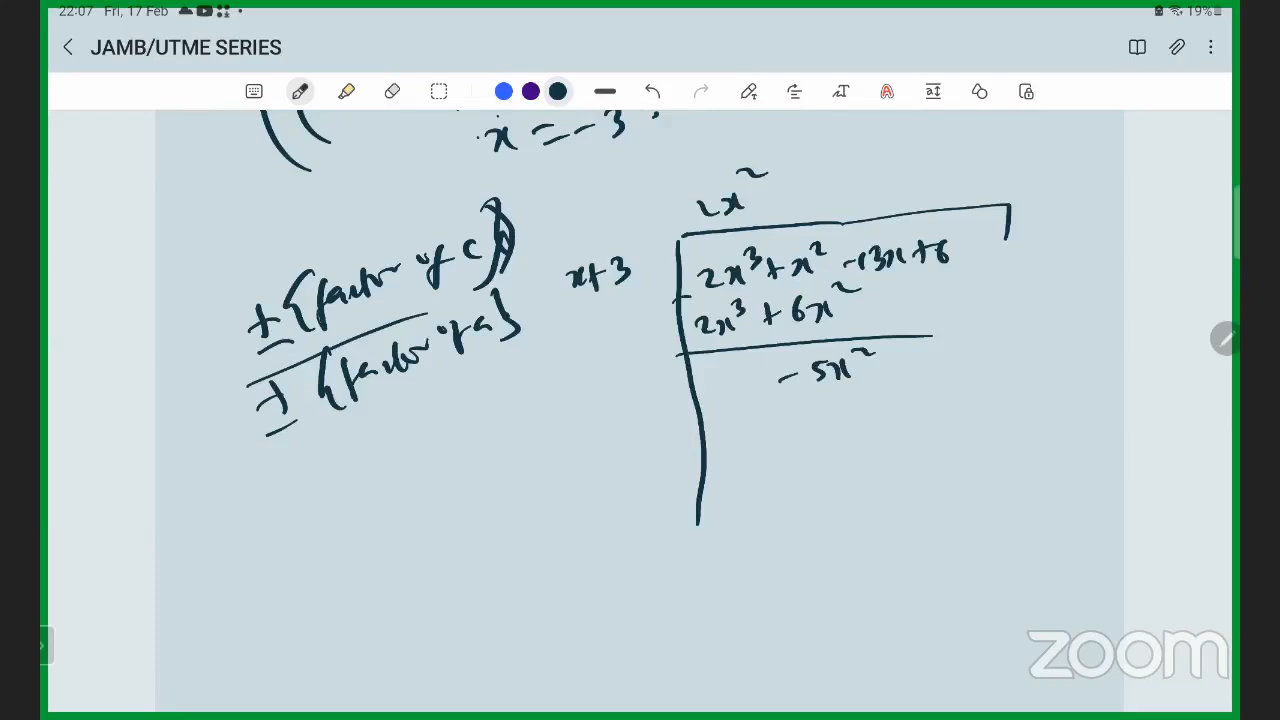 22:07 Fri, 17 Feb
19%
JAMB/UTME SERIES
x = -3
2x²
± {factor of c}
± {factor of a}
x+3
2x³ + x² - 13x + 6
2x³ + 6x²
- 5x²
zoom